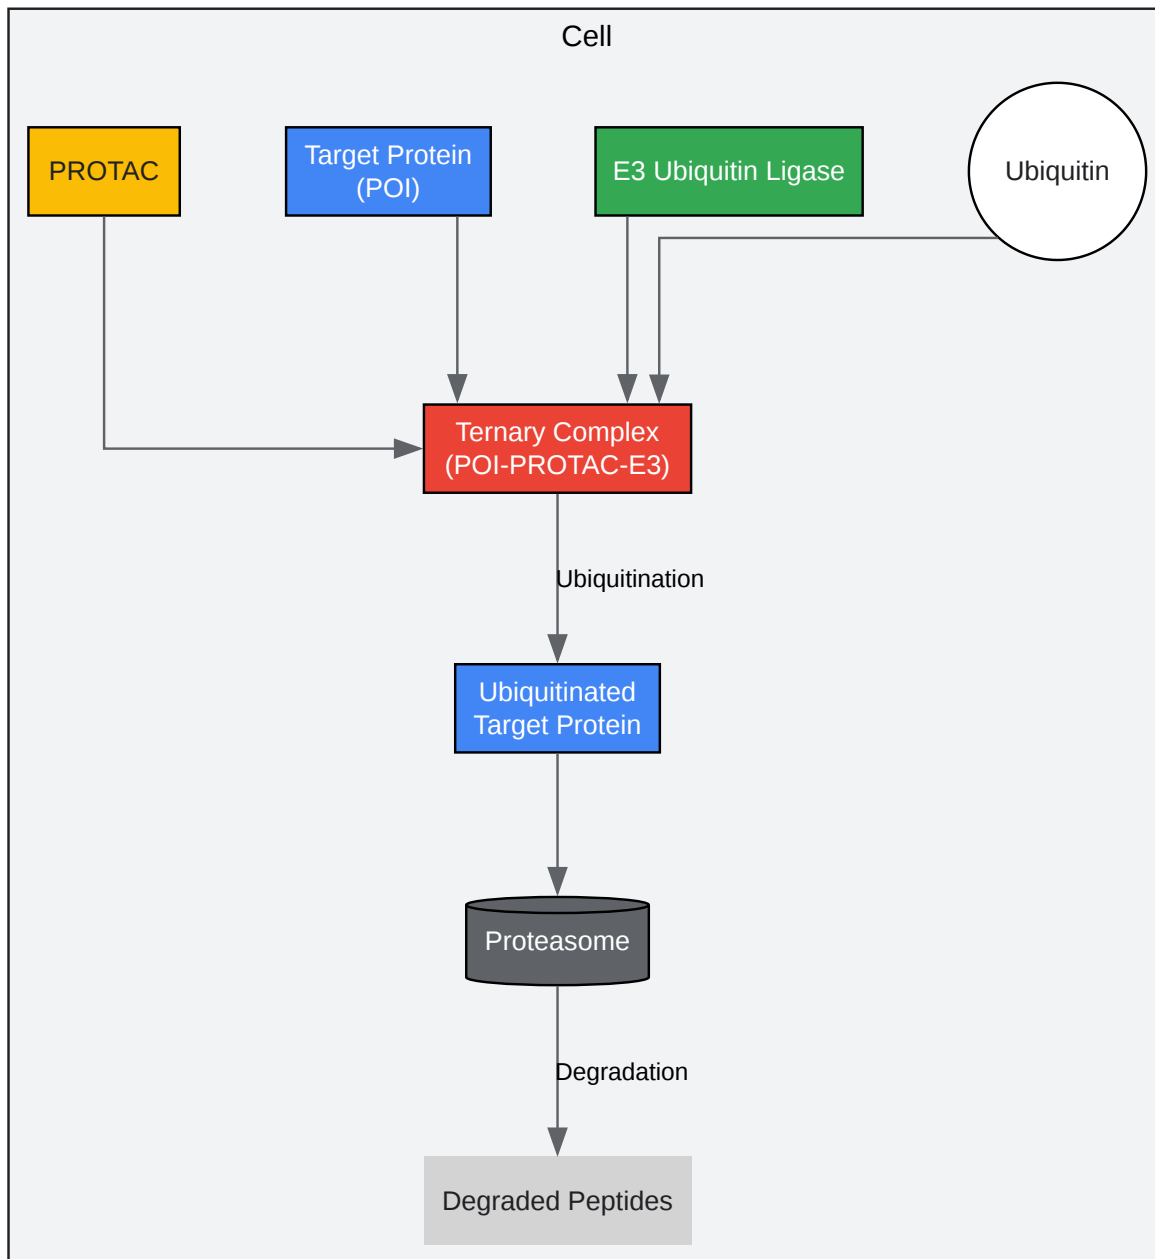 Cell
PROTAC
Target Protein
(POI)
E3 Ubiquitin Ligase
Ubiquitin
Ternary Complex
(POI-PROTAC-E3)
Ubiquitination
Ubiquitinated
Target Protein
Proteasome
Degradation
Degraded Peptides